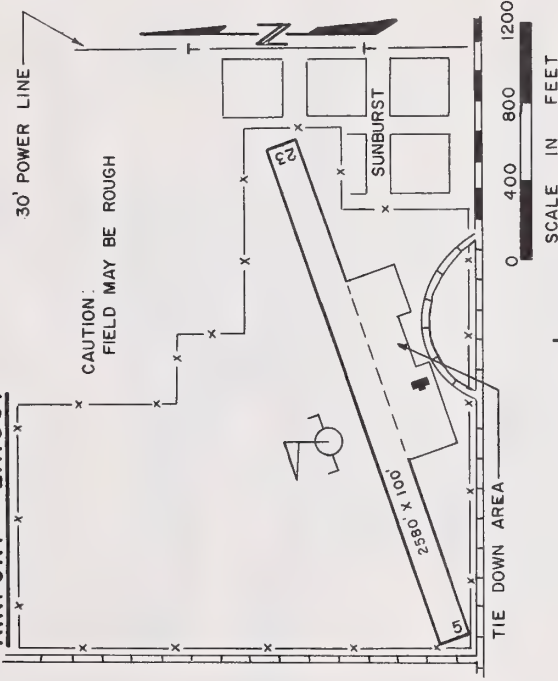 30' POWER LINE
CAUTION:
FIELD MAY BE ROUGH
N
23
SUNBURST
2580' X 100'
5
TIE DOWN AREA
0 400 800 1200
SCALE IN FEET